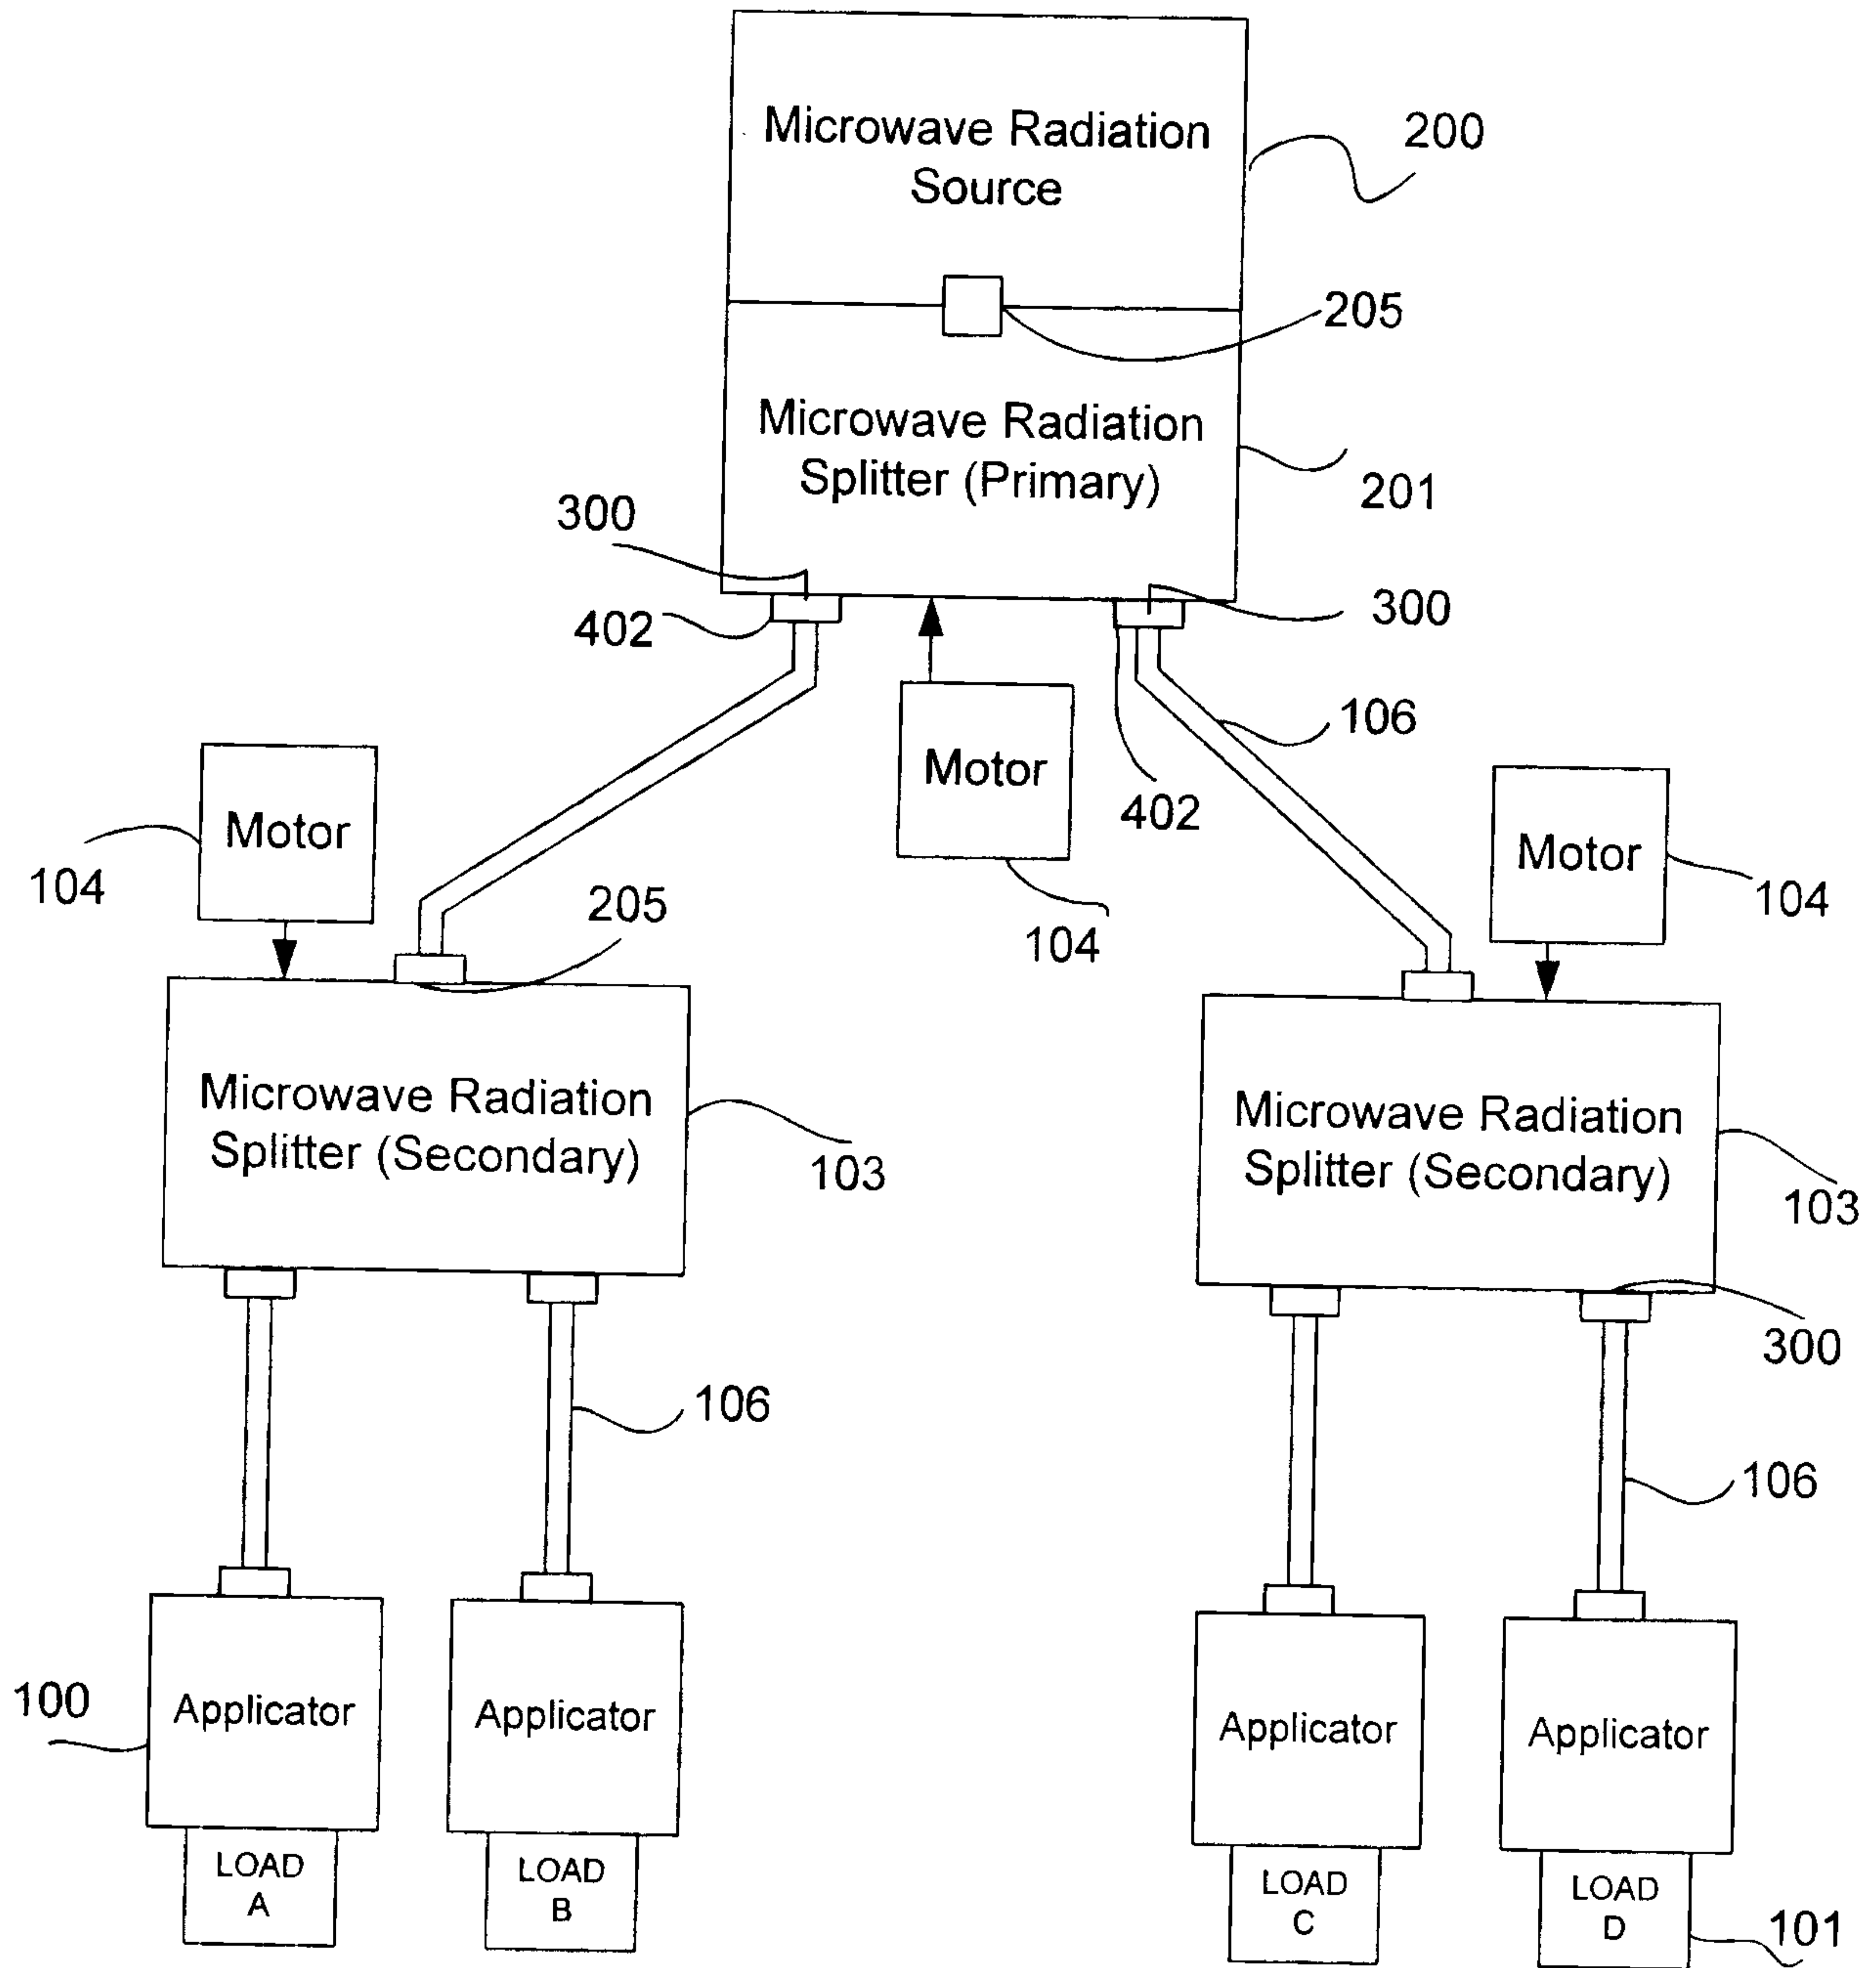 Microwave Radiation
Source
200
205
Microwave Radiation
Splitter (Primary)
201
300
300
402
106
Motor
402
Motor
Motor
104
104
104
205
Microwave Radiation
Splitter (Secondary)
103
Microwave Radiation
Splitter (Secondary)
103
300
106
106
100
Applicator
Applicator
Applicator
Applicator
LOAD
A
LOAD
B
LOAD
C
LOAD
D
101